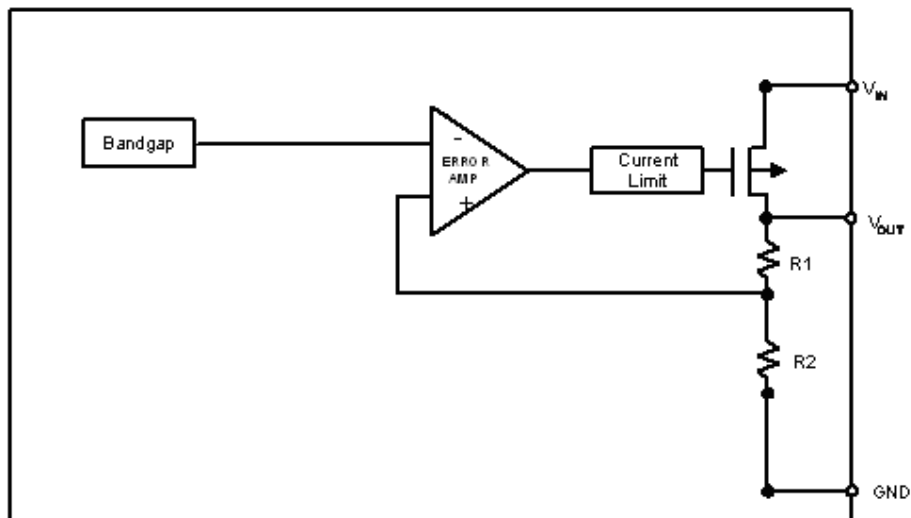 VIN
Bandgap
-
ERROR
AMP
+
Current
Limit
VOUT
R1
R2
GND